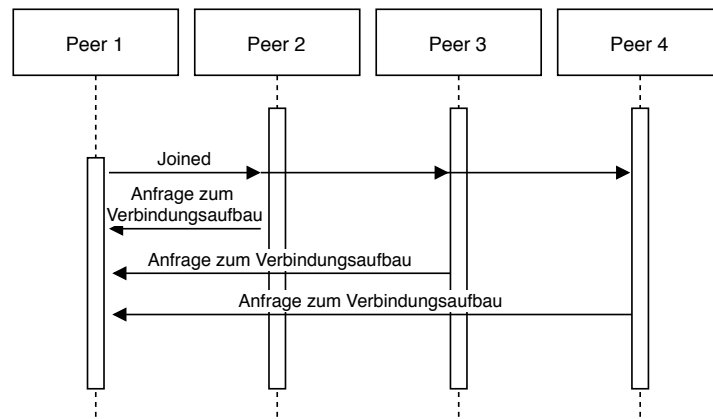 Peer 1
Peer 2
Peer 3
Peer 4
Joined
Anfrage zum
Verbindungsaufbau
Anfrage zum Verbindungsaufbau
Anfrage zum Verbindungsaufbau